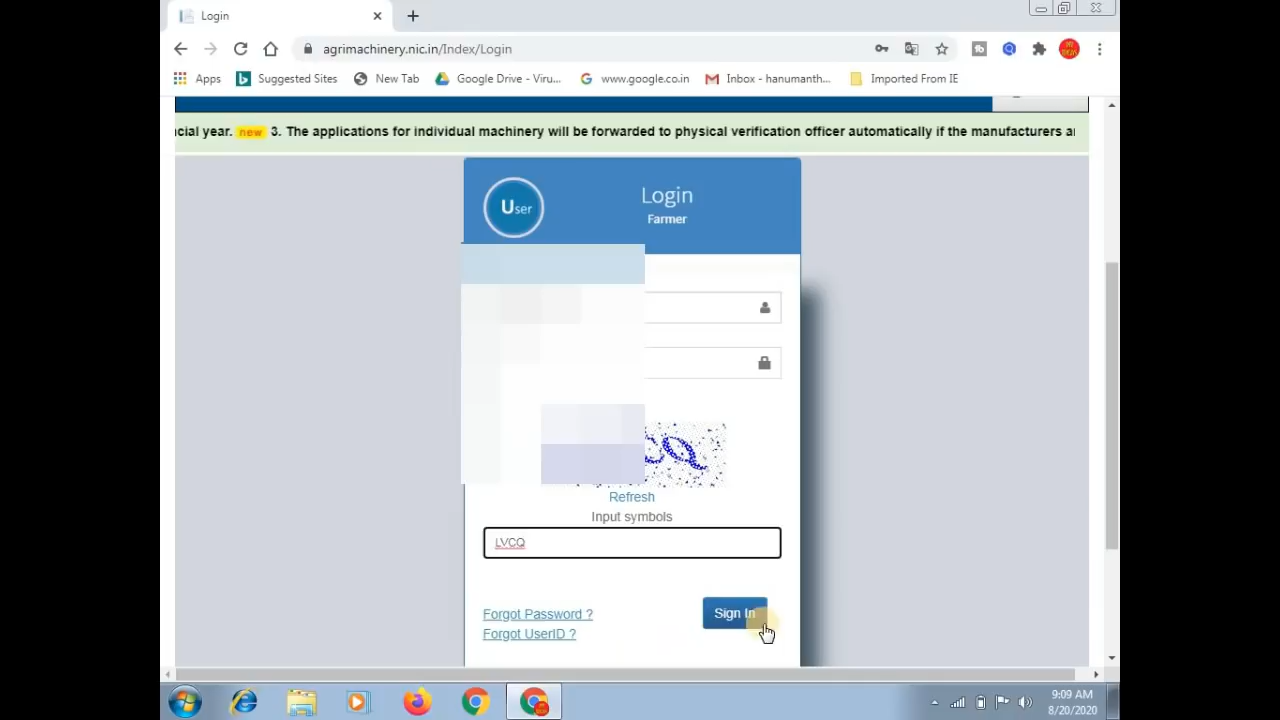 Login
agrimachinery.nic.in/Index/Login
Apps Suggested Sites New Tab Google Drive - Viru... www.google.co.in Inbox - hanumanth... Imported From IE
cial year. new 3. The applications for individual machinery will be forwarded to physical verification officer automatically if the manufacturers a
User
Login
Farmer
Refresh
Input symbols
LVCQ
Forgot Password ?
Sign In
Forgot UserID ?
9:09 AM
8/20/2020